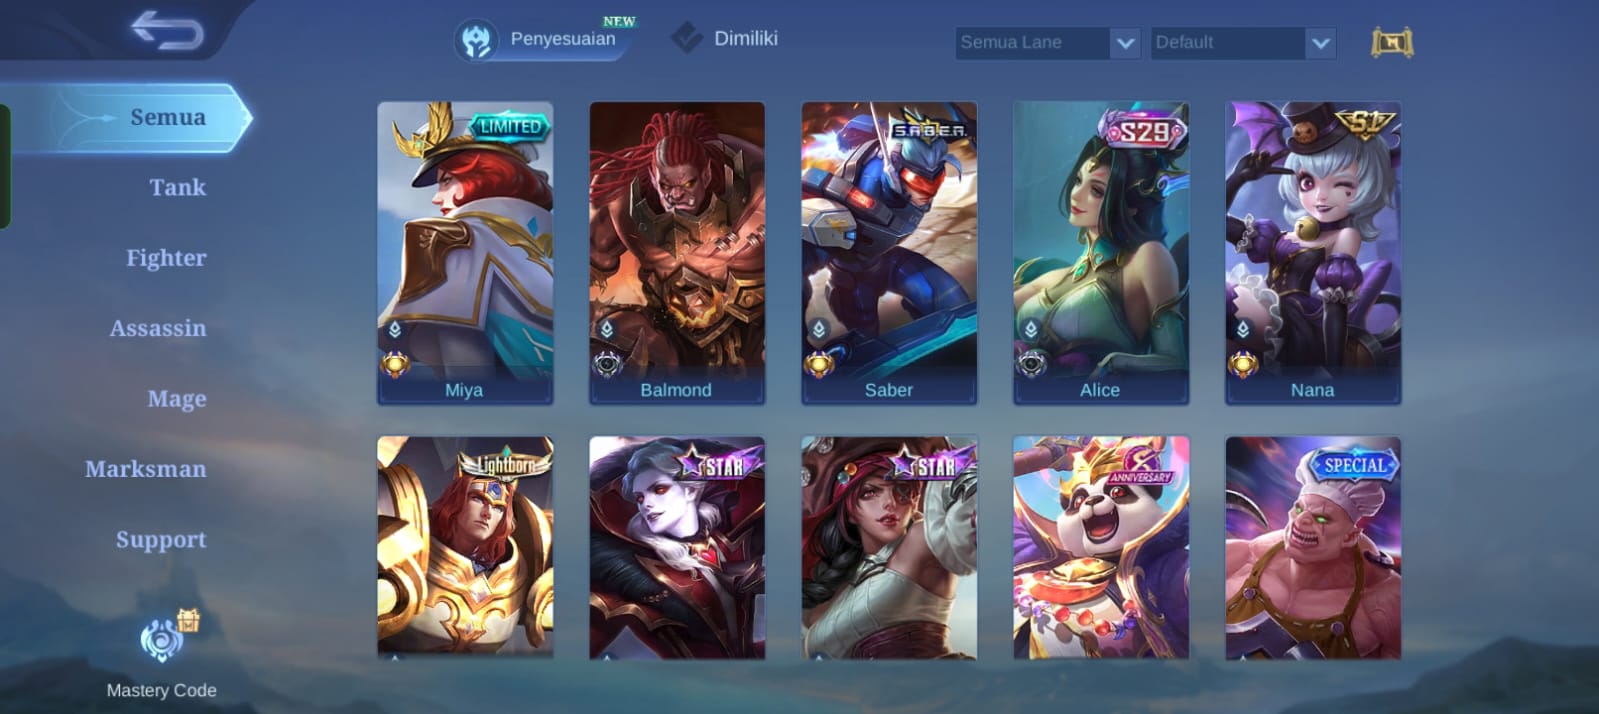 Penyesuaian
NEW
Dimiliki
Semua Lane
Default
Semua
Tank
Fighter
Assassin
Mage
Marksman
Support
Mastery Code
LIMITED
S.A.B.E.R.
S29
S1
Miya
Balmond
Saber
Alice
Nana
Lightborn
STAR
STAR
ANNIVERSARY
SPECIAL